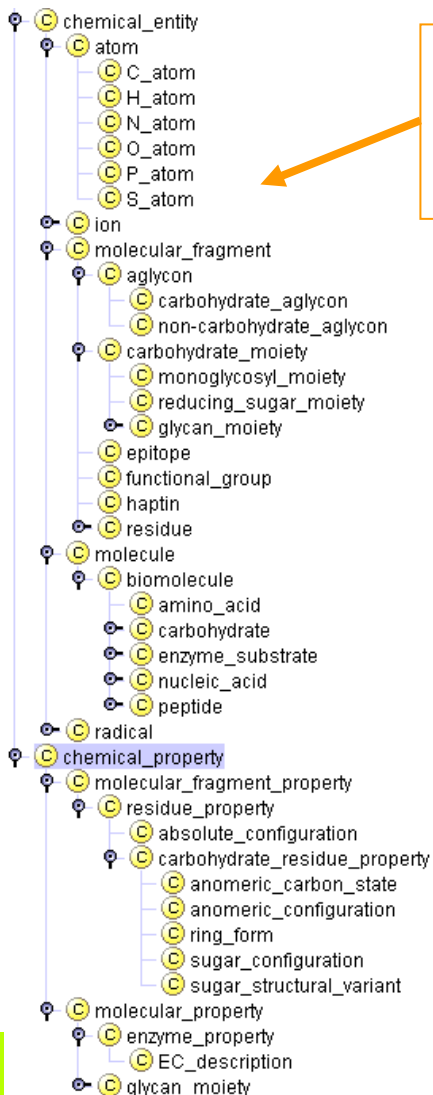 C chemical_entity
C atom
C C_atom
C H_atom
C N_atom
C O_atom
C P_atom
C S_atom
C ion
C molecular_fragment
C aglycon
C carbohydrate_aglycon
C non-carbohydrate_aglycon
C carbohydrate_moiety
C monoglycosyl_moiety
C reducing_sugar_moiety
C glycan_moiety
C epitope
C functional_group
C haptin
C residue
C molecule
C biomolecule
C amino_acid
C carbohydrate
C enzyme_substrate
C nucleic_acid
C peptide
C radical
C chemical_property
C molecular_fragment_property
C residue_property
C absolute_configuration
C carbohydrate_residue_property
C anomeric_carbon_state
C anomeric_configuration
C ring_form
C sugar_configuration
C sugar_structural_variant
C molecular_property
C enzyme_property
C EC_description
C glycan_moiety